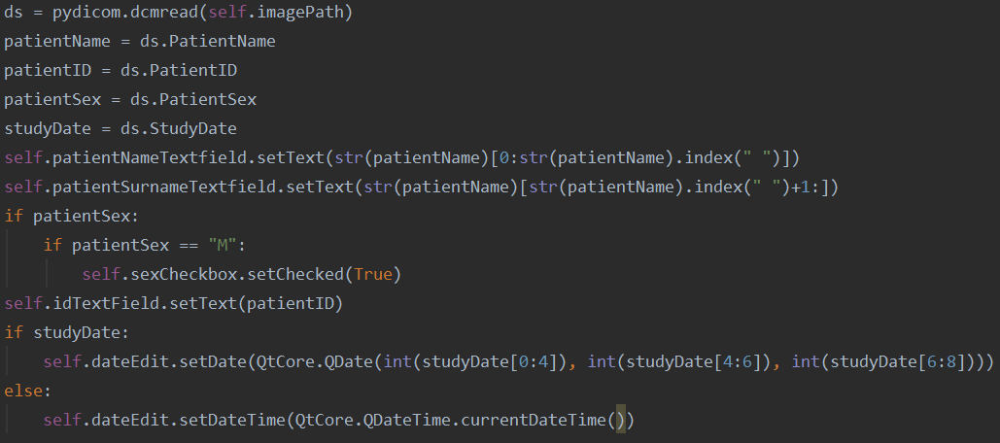 ds = pydicom.dcmread(self.imagePath)
patientName = ds.PatientName
patientID = ds.PatientID
patientSex = ds.PatientSex
studyDate = ds.StudyDate
self.patientNameTextfield.setText(str(patientName)[0:str(patientName).index(" ")])
self.patientSurnameTextfield.setText(str(patientName)[str(patientName).index(" ")+1:])
if patientSex:
    if patientSex == "M":
        self.sexCheckbox.setChecked(True)
self.idTextField.setText(patientID)
if studyDate:
    self.dateEdit.setDate(QtCore.QDate(int(studyDate[0:4]), int(studyDate[4:6]), int(studyDate[6:8])))
else:
    self.dateEdit.setDateTime(QtCore.QDateTime.currentDateTime())